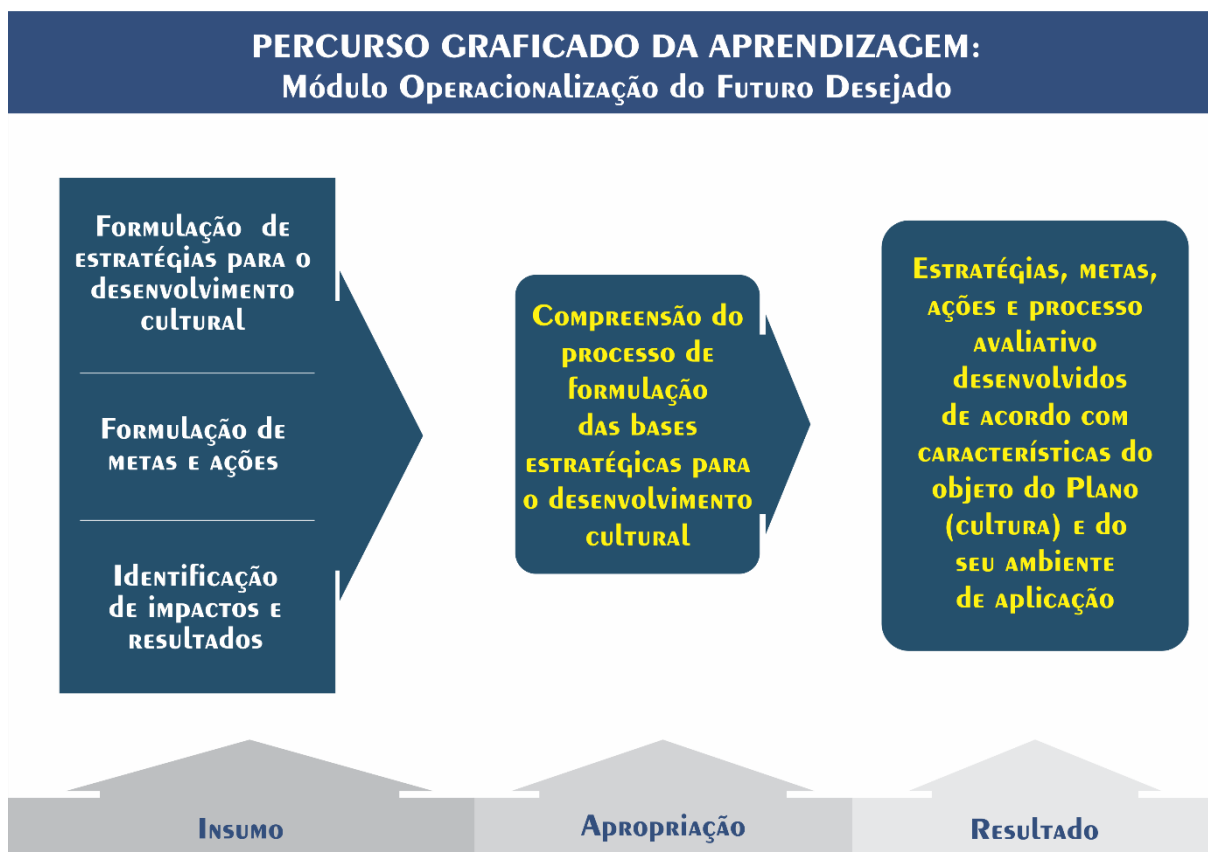 PERCURSO GRAFICADO DA APRENDIZAGEM:
Módulo Operacionalização do Futuro Desejado
Formulação de
estratégias para o
desenvolvimento
cultural
Formulação de
metas e ações
Identificação
de impactos e
resultados
Compreensão do
processo de
formulação
das bases
estratégicas para
o desenvolvimento
cultural
Estratégias, metas,
ações e processo
avaliativo
desenvolvidos
de acordo com
características do
objeto do Plano
(cultura) e do
seu ambiente
de aplicação
Insumo
Apropriação
Resultado